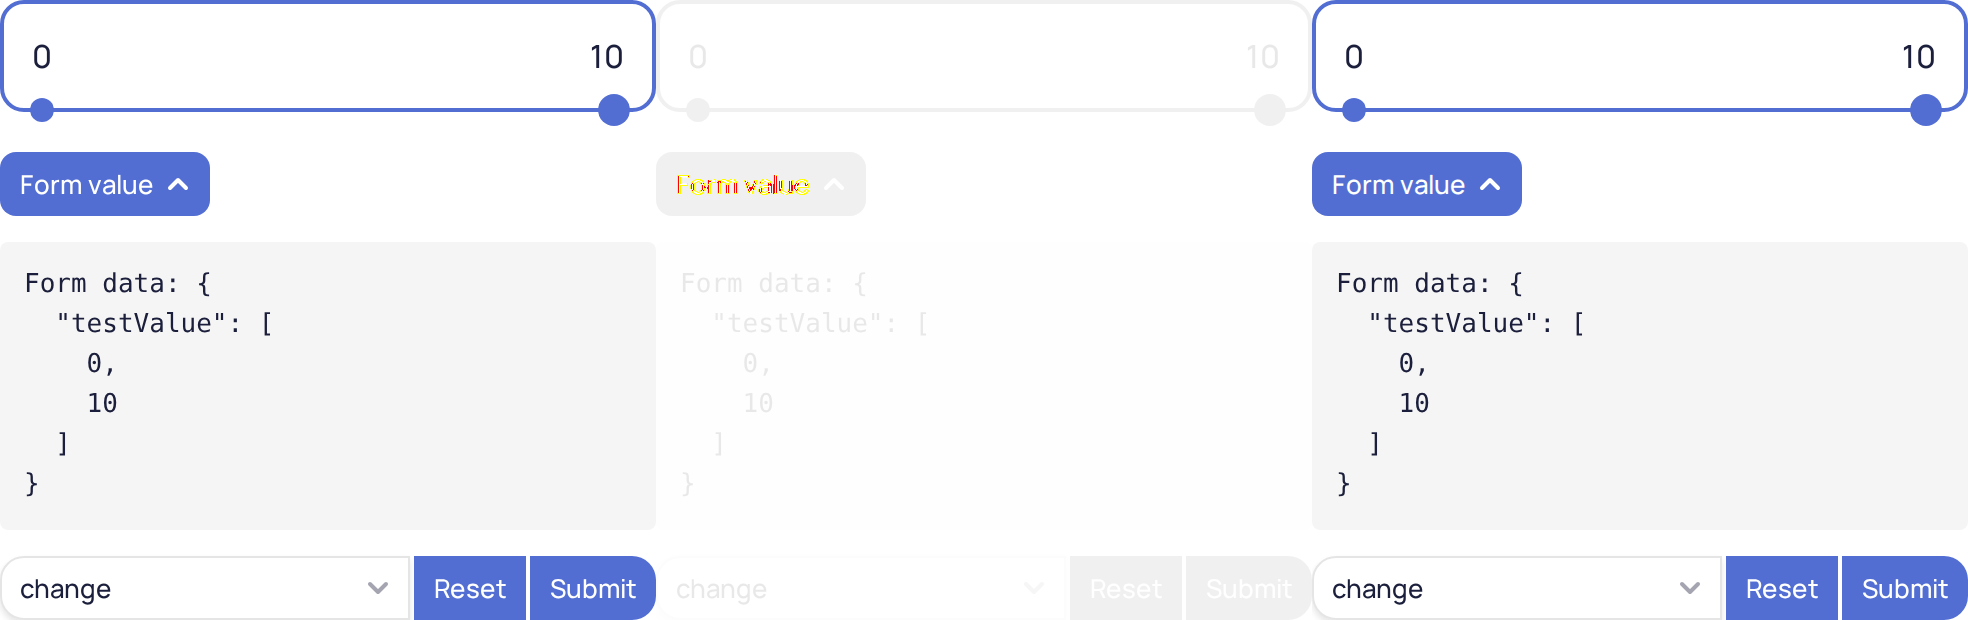 0 10
Form value
Form data: {
  "testValue": [
    0,
    10
  ]
}
change Reset Submit
0 10
Form value
Form data: {
  "testValue": [
    0,
    10
  ]
}
change Reset Submit
0 10
Form value
Form data: {
  "testValue": [
    0,
    10
  ]
}
change Reset Submit